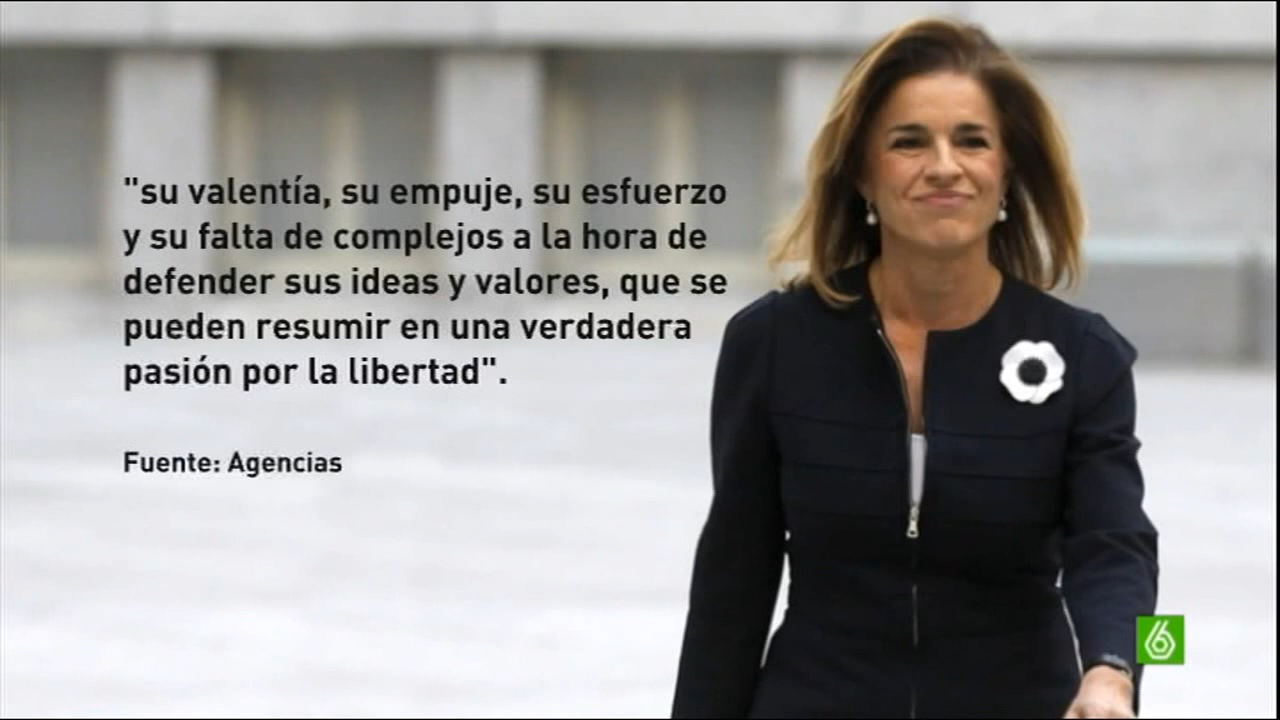 "su valentía, su empuje, su esfuerzo
y su falta de complejos a la hora de
defender sus ideas y valores, que se
pueden resumir en una verdadera
pasión por la libertad".
Fuente: Agencias
6